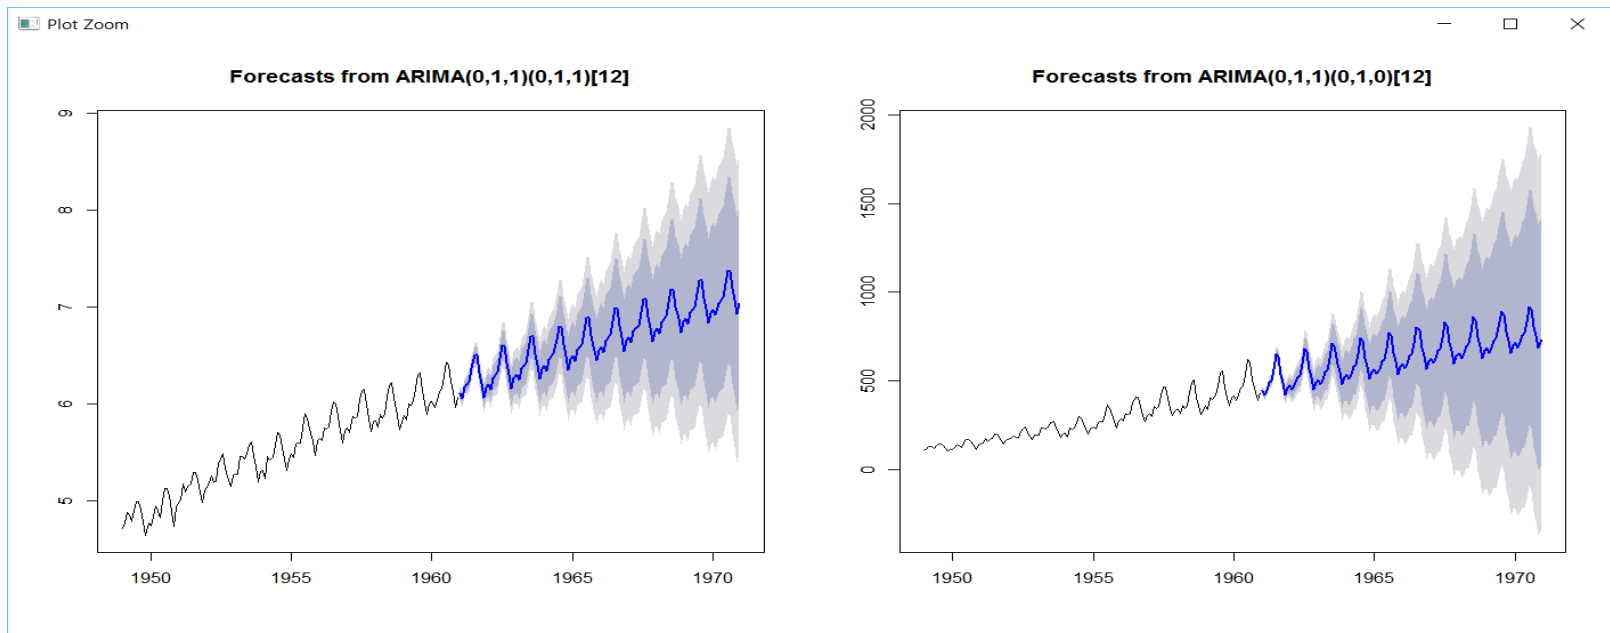 Plot Zoom
Forecasts from ARIMA(0,1,1)(0,1,1)[12]
9
8
7
6
5
1950 1955 1960 1965 1970
Forecasts from ARIMA(0,1,1)(0,1,0)[12]
2000
1500
1000
500
0
1950 1955 1960 1965 1970